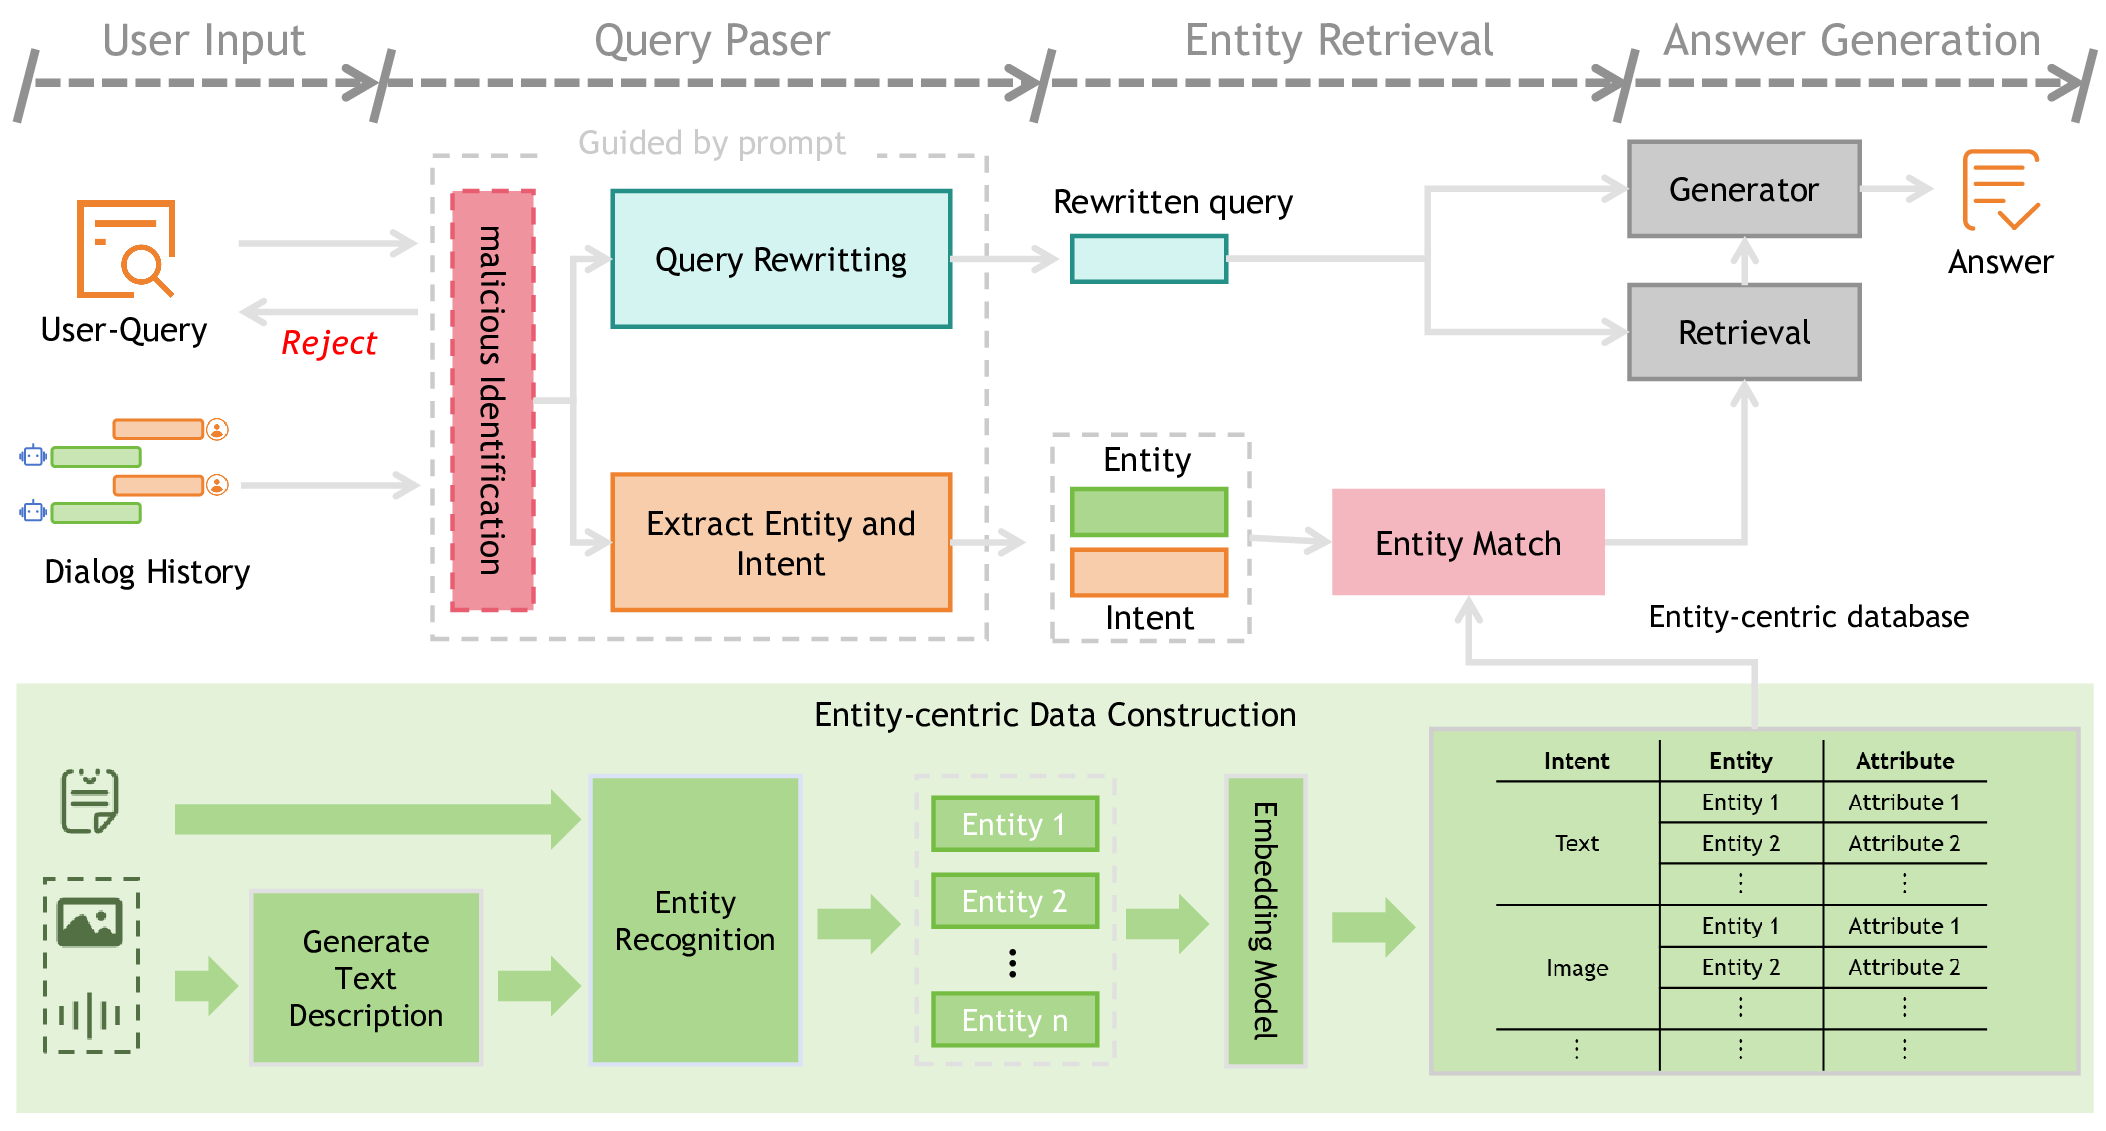 User Input
Query Paser
Entity Retrieval
Answer Generation
Guided by prompt
User-Query
Reject
Dialog History
malicious Identification
Query Rewritting
Extract Entity and
Intent
Rewritten query
Entity
Intent
Entity Match
Generator
Retrieval
Answer
Entity-centric database
Entity-centric Data Construction
Generate
Text
Description
Entity
Recognition
Entity 1
Entity 2
⋮
Entity n
Embedding Model
Intent Entity Attribute
Entity 1 Attribute 1
Text Entity 2 Attribute 2
⋮ ⋮
Entity 1 Attribute 1
Image Entity 2 Attribute 2
⋮ ⋮
⋮ ⋮ ⋮